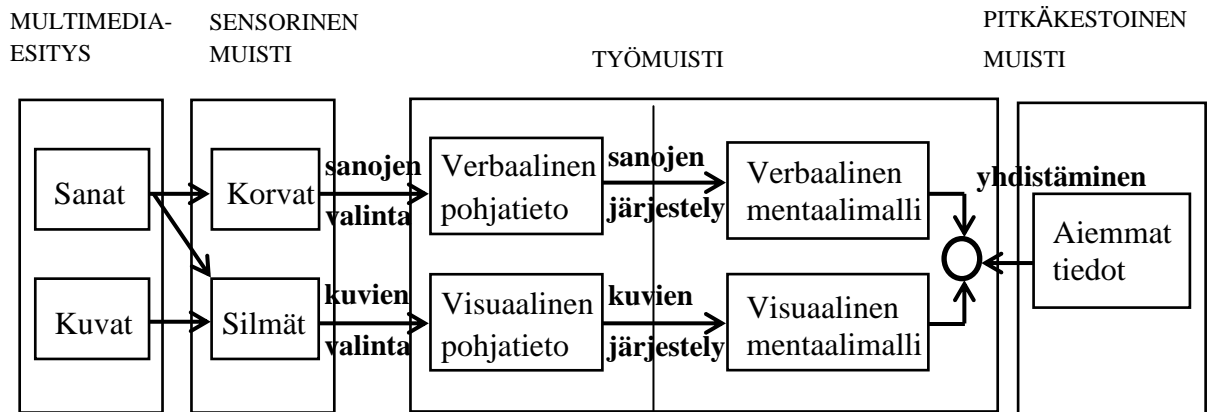 MULTIMEDIA-
ESITYS
SENSORINEN
MUISTI
TYÖMUISTI
PITKÄKESTOINEN
MUISTI
Sanat
Kuvat
Korvat
Silmät
sanojen
valinta
kuvien
valinta
Verbaalinen
pohjatieto
Visuaalinen
pohjatieto
sanojen
järjestely
kuvien
järjestely
Verbaalinen
mentaalimalli
Visuaalinen
mentaalimalli
yhdistäminen
Aiemmat
tiedot